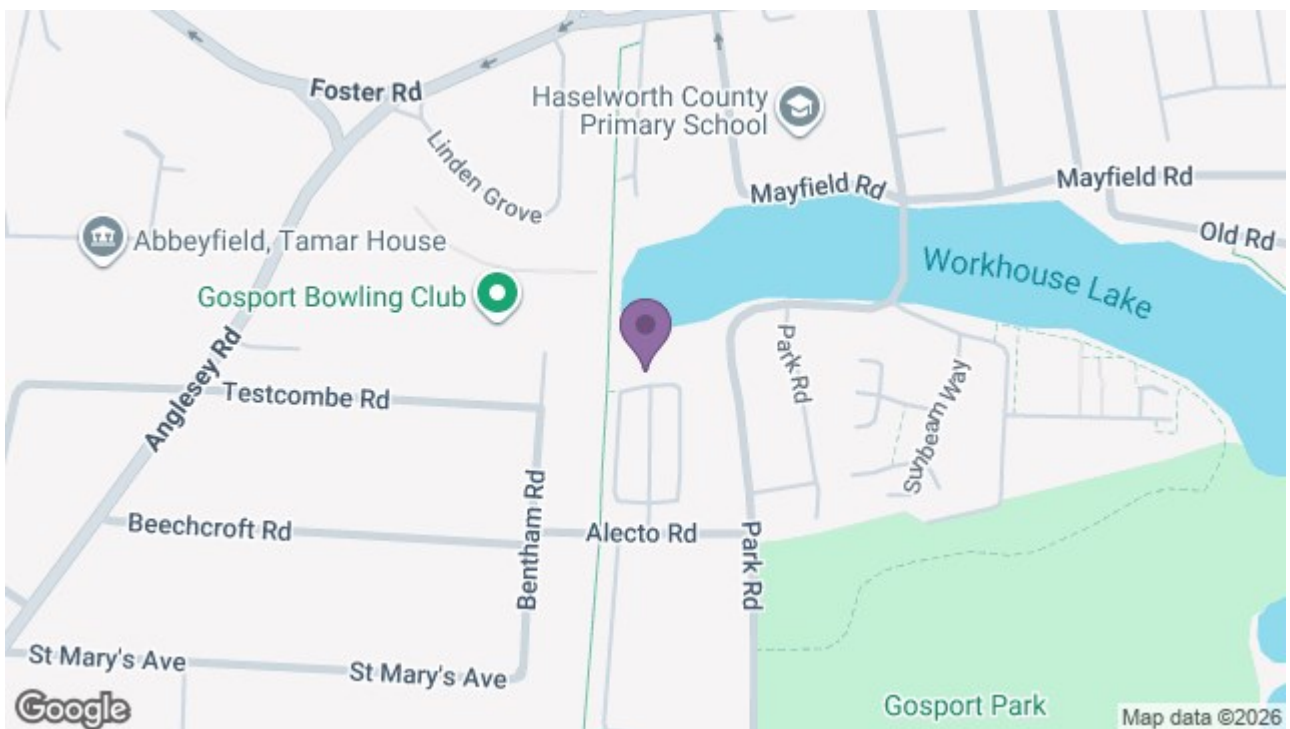 Foster Rd
Haselworth County
Primary School
Linden Grove
Mayfield Rd
Mayfield Rd
Old Rd
Abbeyfield, Tamar House
Workhouse Lake
Gosport Bowling Club
Anglesey Rd
Park Rd
Testcombe Rd
Sunbeam Way
Bentham Rd
Beechcroft Rd
Alecto Rd
Park Rd
St Mary's Ave
St Mary's Ave
Gosport Park
Google
Map data ©2026